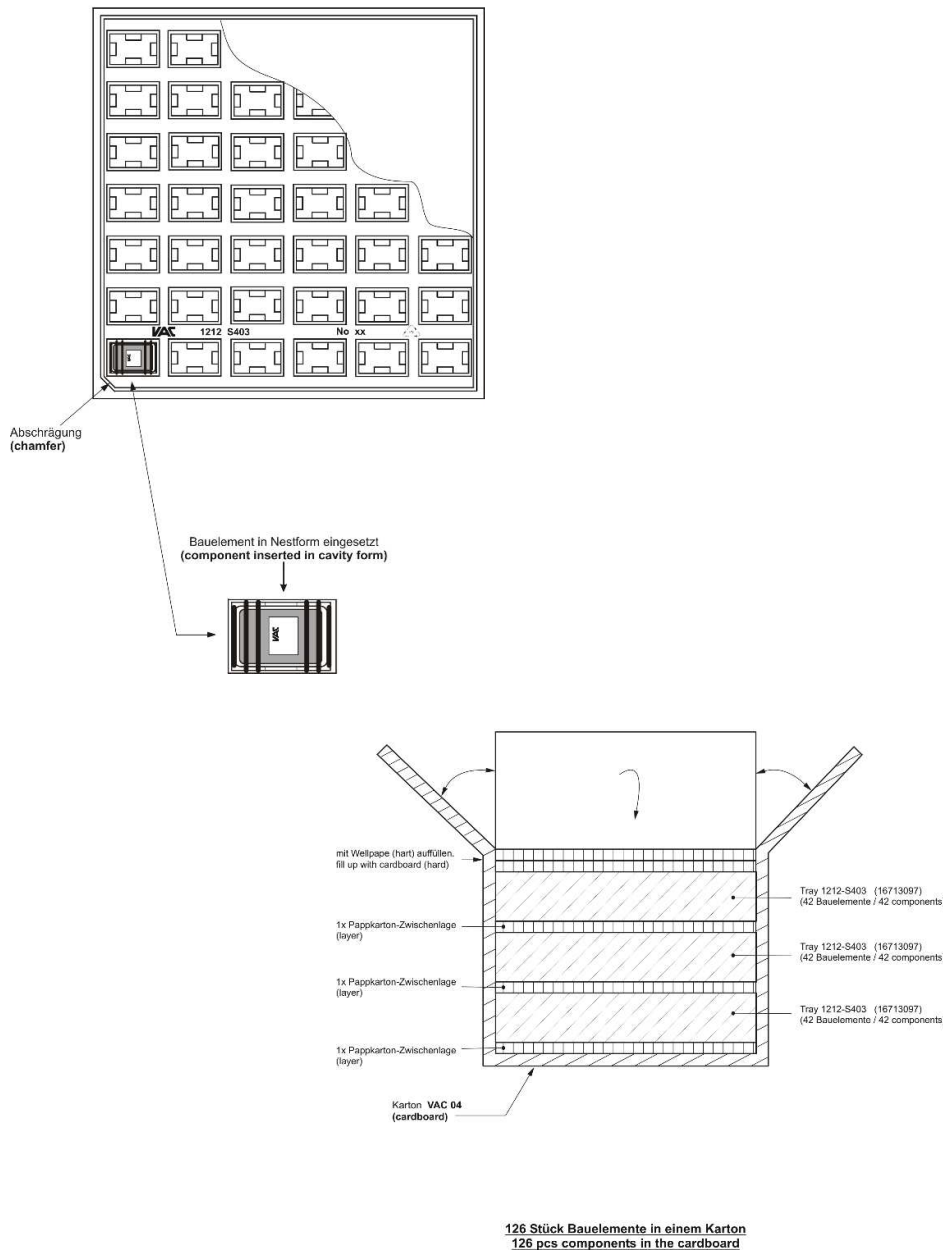 VAC 1212 S403 No xx
Abschrägung
(chamfer)
Bauelement in Nestform eingesetzt
(component inserted in cavity form)
VAC
mit Wellpape (hart) auffüllen.
fill up with cardboard (hard)
Tray 1212-S403 (16713097)
(42 Bauelemente / 42 components
1x Pappkarton-Zwischenlage
(layer)
Tray 1212-S403 (16713097)
(42 Bauelemente / 42 components
1x Pappkarton-Zwischenlage
(layer)
Tray 1212-S403 (16713097)
(42 Bauelemente / 42 components
1x Pappkarton-Zwischenlage
(layer)
Karton VAC 04
(cardboard)
126 Stück Bauelemente in einem Karton
126 pcs components in the cardboard